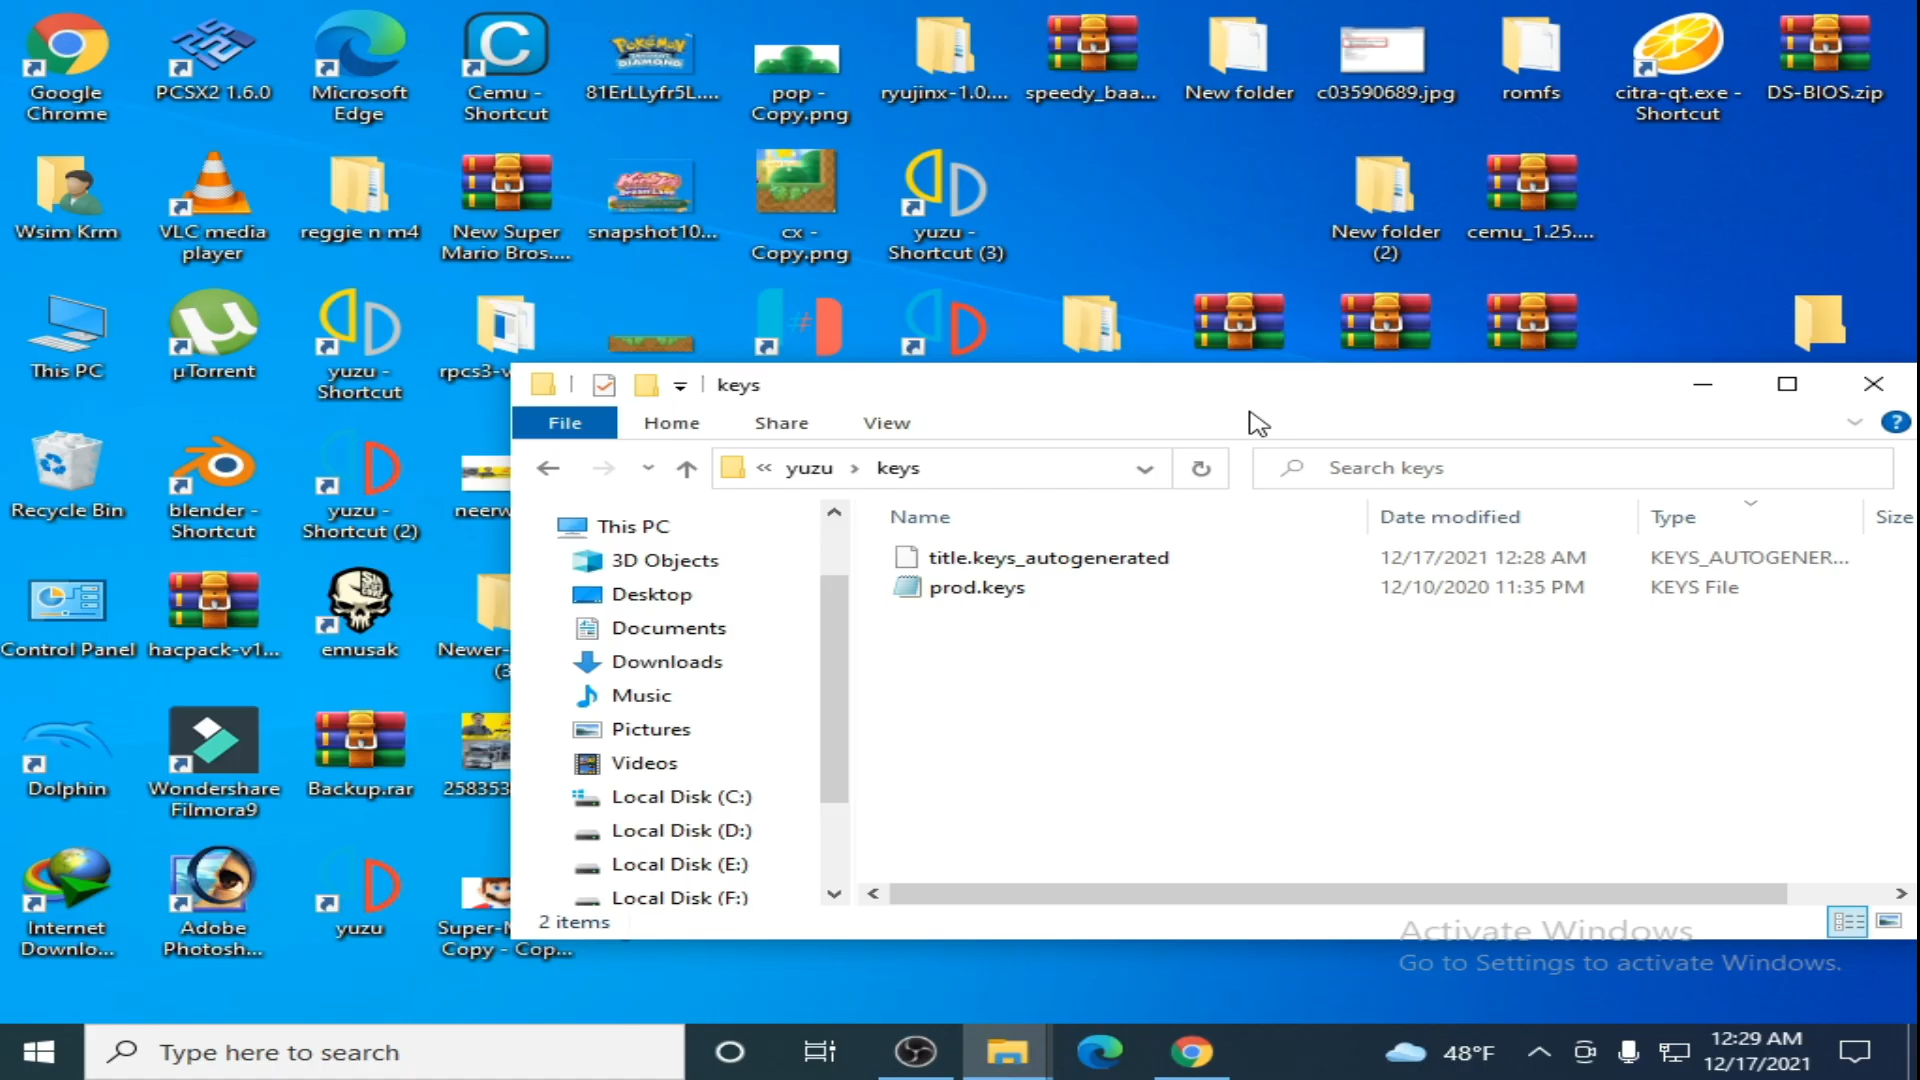 Google Chrome
PCSX2 1.6.0
Microsoft Edge
Cemu - Shortcut
81ErLLyfr5L....
pop - Copy.png
ryujinx-1.0....
speedy_baa...
New folder
c03590689.jpg
romfs
citra-qt.exe - Shortcut
DS-BIOS.zip
Wsim Krm
VLC media player
reggie n m4
New Super Mario Bros....
snapshot10...
cx - Copy.png
yuzu - Shortcut (3)
New folder (2)
cemu_1.25....
This PC
µTorrent
yuzu - Shortcut
rpcs3-v
Recycle Bin
blender - Shortcut
yuzu - Shortcut (2)
neerw
Control Panel
hacpack-v1...
emusak
Newer-
(3
Dolphin
Wondershare Filmora9
Backup.rar
258353
Internet Downlo...
Adobe Photosh...
yuzu
Super-M
Copy - Cop...
keys
File Home Share View
?
« yuzu › keys
Search keys
This PC
3D Objects
Desktop
Documents
Downloads
Music
Pictures
Videos
Local Disk (C:)
Local Disk (D:)
Local Disk (E:)
Local Disk (F:)
Name Date modified Type Size
title.keys_autogenerated 12/17/2021 12:28 AM KEYS_AUTOGENER...
prod.keys 12/10/2020 11:35 PM KEYS File
2 items
Activate Windows
Go to Settings to activate Windows.
Type here to search
48°F
12:29 AM
12/17/2021